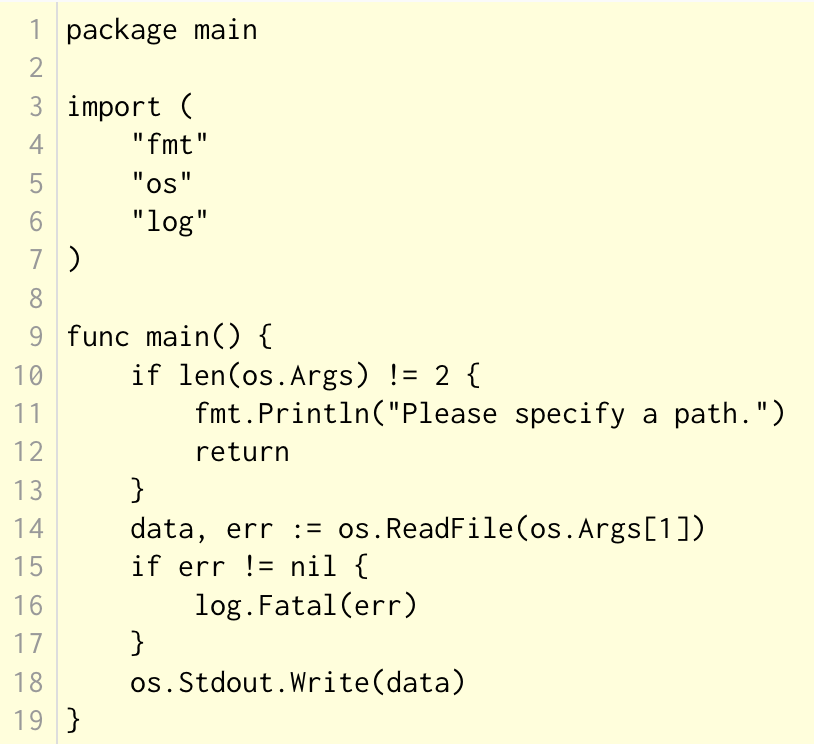 1 package main
2
3 import (
4     "fmt"
5     "os"
6     "log"
7 )
8
9 func main() {
10     if len(os.Args) != 2 {
11         fmt.Println("Please specify a path.")
12         return
13     }
14     data, err := os.ReadFile(os.Args[1])
15     if err != nil {
16         log.Fatal(err)
17     }
18     os.Stdout.Write(data)
19 }